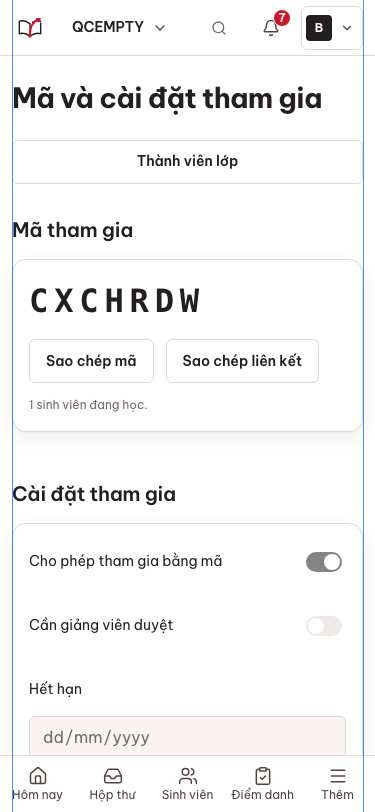 QCEMPTY
7
B
Mã và cài đặt tham gia
Thành viên lớp
Mã tham gia
CXCHRDW
Sao chép mã
Sao chép liên kết
1 sinh viên đang học.
Cài đặt tham gia
Cho phép tham gia bằng mã
Cần giảng viên duyệt
Hết hạn
dd/mm/yyyy
Hôm nay
Hộp thư
Sinh viên
Điểm danh
Thêm